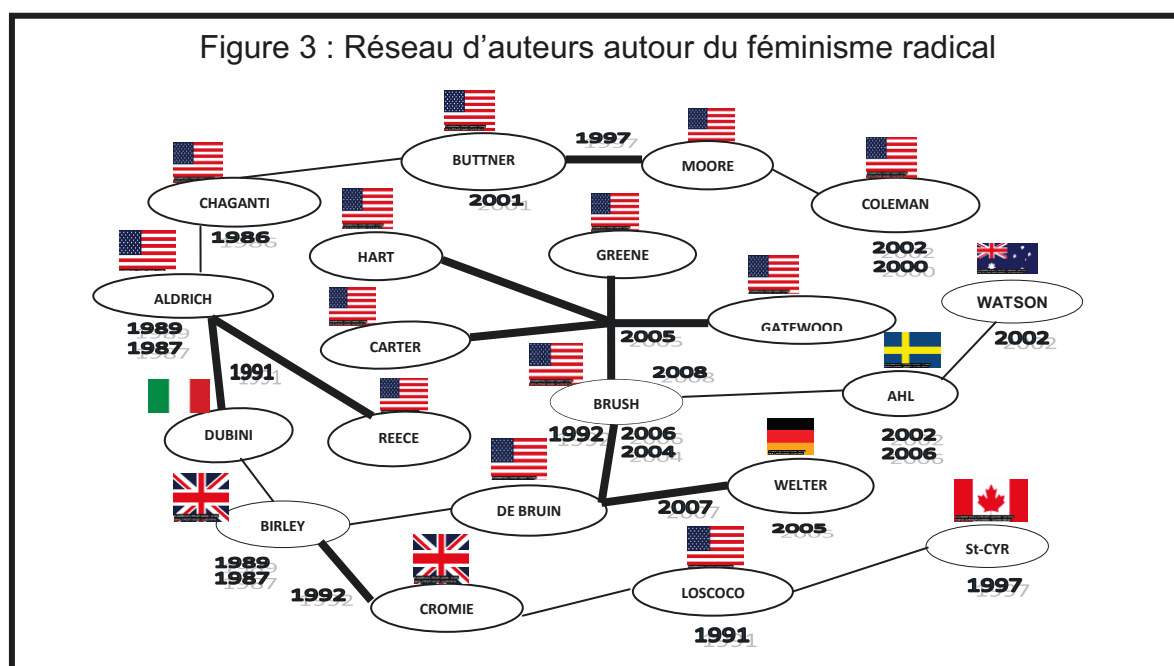 Figure 3 : Réseau d'auteurs autour du féminisme radical
1997
BUTTNER
MOORE
2001
CHAGANTI
COLEMAN
1986
HART
GREENE
2002
2000
ALDRICH
WATSON
1989
1987
CARTER
2005
GATEWOOD
2002
1991
2008
BRUSH
AHL
DUBINI
REECE
1992
2006
2004
2002
2006
DE BRUIN
WELTER
2007
2005
BIRLEY
St-CYR
1989
1987
1992
CROMIE
LOSCOCO
1997
1991